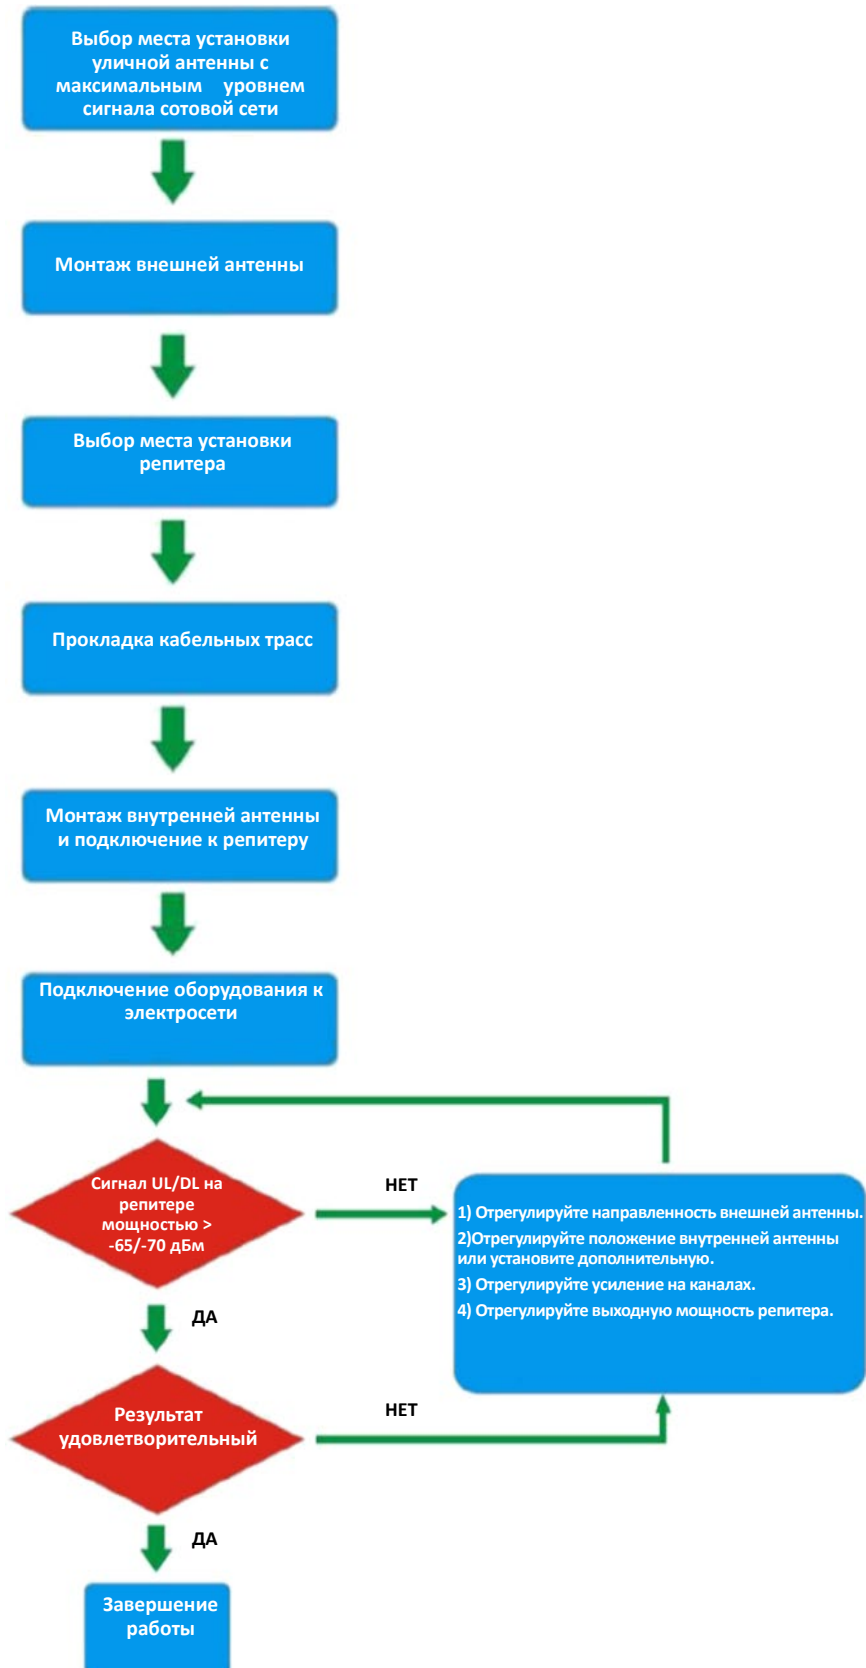 Выбор места установки
уличной антенны с
максимальным уровнем
сигнала сотовой сети
Монтаж внешней антенны
Выбор места установки
репитера
Прокладка кабельных трасс
Монтаж внутренней антенны
и подключение к репитеру
Подключение оборудования к
электросети
Сигнал UL/DL на
репитере
мощностью >
-65/-70 дБм
НЕТ
1) Отрегулируйте направленность внешней антенны.
2)Отрегулируйте положение внутренней антенны
или установите дополнительную.
3) Отрегулируйте усиление на каналах.
4) Отрегулируйте выходную мощность репитера.
ДА
Результат
удовлетворительный
НЕТ
ДА
Завершение
работы